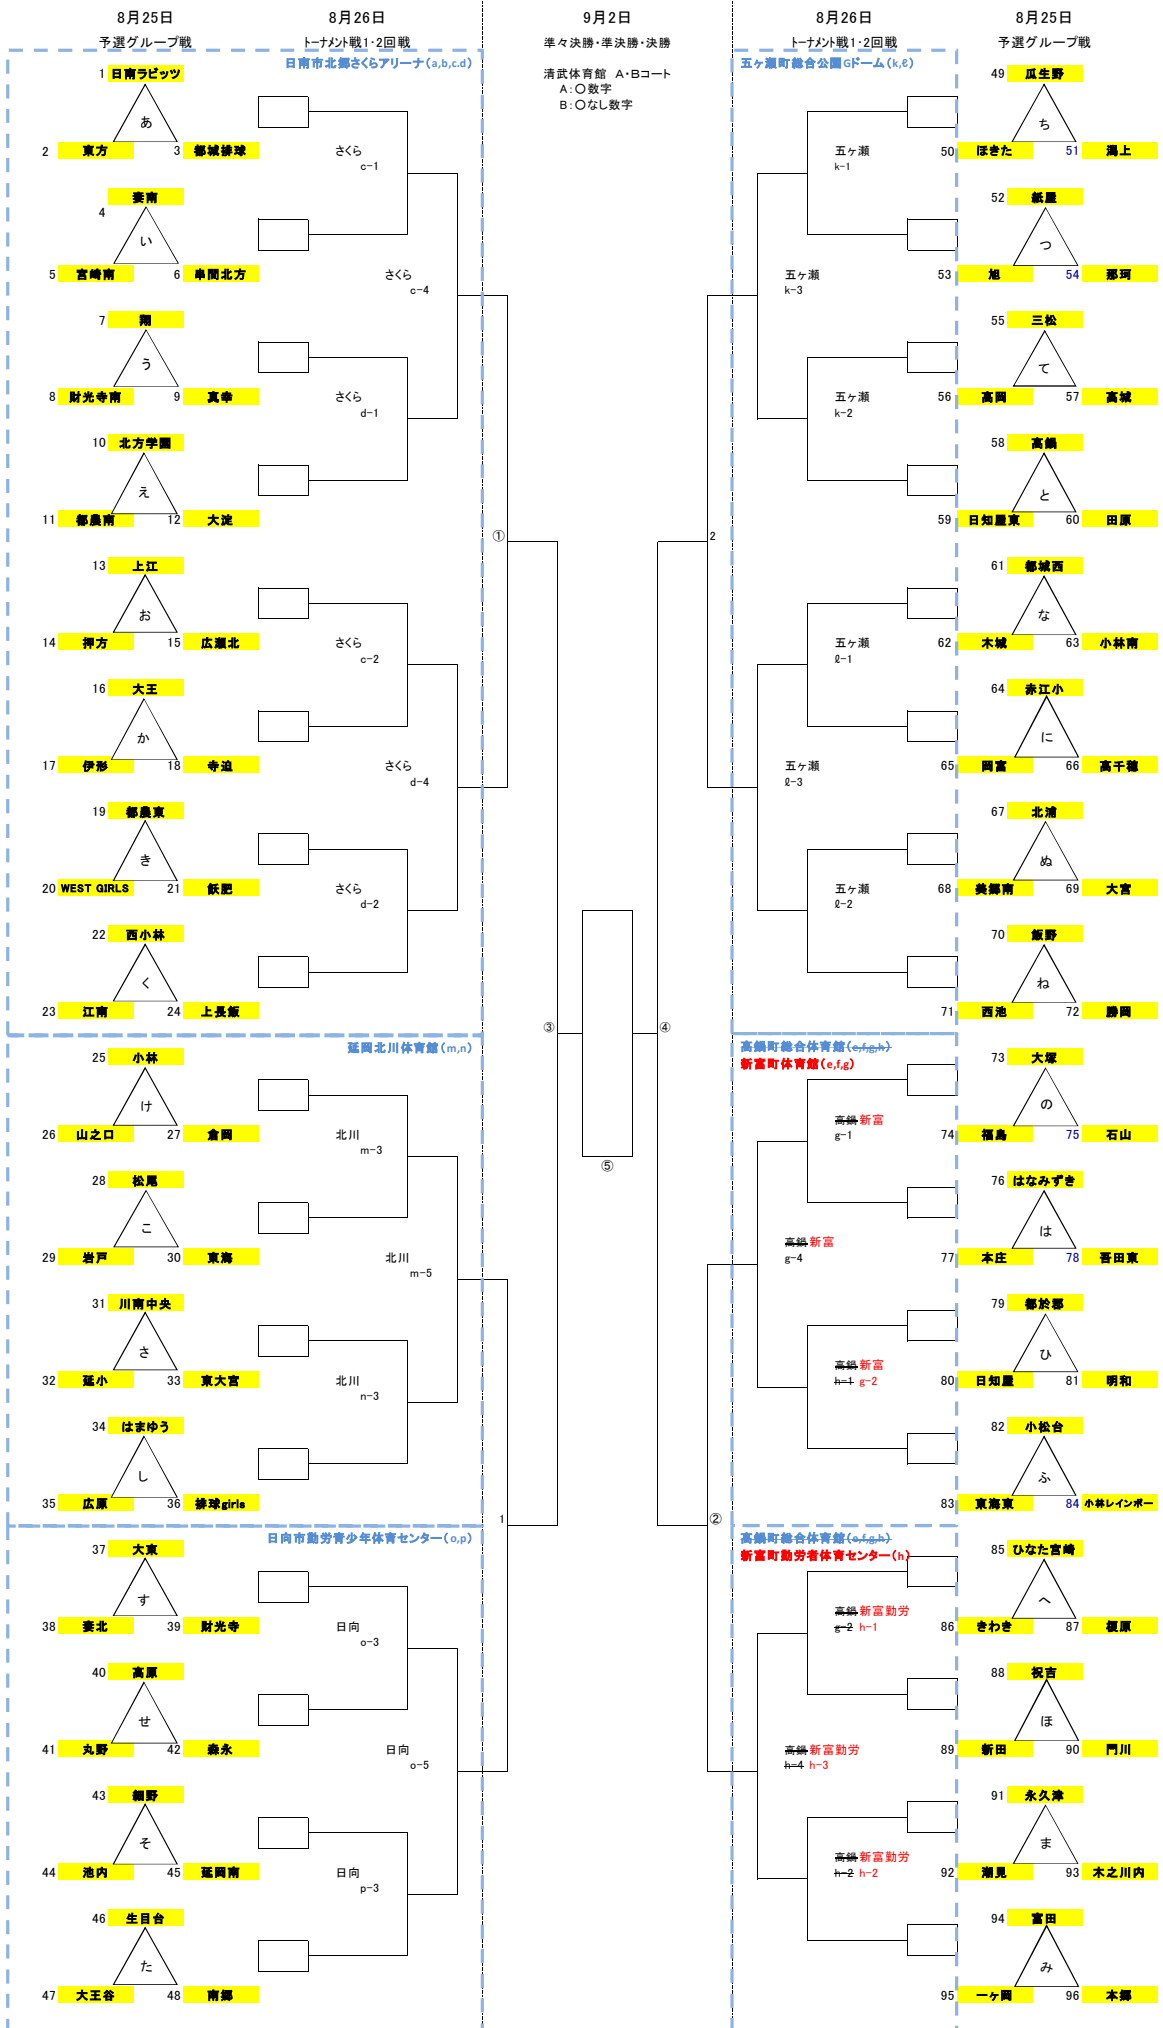 8月25日
8月26日
9月2日
8月26日
8月25日
予選グループ戦
トーナメント戦1・2回戦
準々決勝・準決勝・決勝
トーナメント戦1・2回戦
予選グループ戦
日南市北郷さくらアリーナ(a,b,c.d)
清武体育館 A・Bコート
A:○数字
B:○なし数字
1 日南ラビッツ
あ
2 東方 3 都城排球
さくら
c-1
4 妻南
い
5 宮崎南 6 串間北方
さくら
c-4
7 翔
う
8 財光寺南 9 真幸
さくら
d-1
10 北方学園
え
11 都農南 12 大淀
①
13 上江
お
14 押方 15 広瀬北
さくら
c-2
16 大王
か
17 伊形 18 寺迫
さくら
d-4
19 都農東
き
20 WEST GIRLS 21 飫肥
さくら
d-2
22 西小林
く
23 江南 24 上長飯
延岡北川体育館(m,n)
25 小林
け
26 山之口 27 倉岡
北川
m-3
28 松尾
こ
29 岩戸 30 東海
北川
m-5
31 川南中央
さ
32 延小 33 東大宮
北川
n-3
34 はまゆう
し
35 広原 36 排球girls
1
日向市勤労青少年体育センター(o,p)
37 大東
す
38 妻北 39 財光寺
日向
o-3
40 高原
せ
41 丸野 42 森永
日向
o-5
43 細野
そ
44 池内 45 延岡南
日向
p-3
46 生目台
た
47 大王谷 48 南郷
③
④
⑤
五ヶ瀬町総合公園Gドーム(k,ℓ)
49 瓜生野
ち
50 ほきた 51 潟上
五ヶ瀬
k-1
52 紙屋
つ
53 旭 54 那珂
五ヶ瀬
k-3
55 三松
て
56 高岡 57 高城
五ヶ瀬
k-2
58 高鍋
と
59 日知屋東 60 田原
2
61 都城西
な
62 木城 63 小林南
五ヶ瀬
ℓ-1
64 赤江小
に
65 岡富 66 高千穂
五ヶ瀬
ℓ-3
67 北浦
ぬ
68 美郷南 69 大宮
五ヶ瀬
ℓ-2
70 飯野
ね
71 西池 72 勝岡
高鍋町総合体育館(e,f,g,h)
新富町体育館(e,f,g)
73 大塚
の
74 福島 75 石山
高鍋 新富
g-1
76 はなみずき
は
77 本庄 78 吾田東
高鍋 新富
g-4
79 都於郡
ひ
80 日知屋 81 明和
高鍋 新富
h-1 g-2
82 小松台
ふ
83 東海東 84 小林レインボー
②
高鍋町総合体育館(e,f,g,h)
新富町勤労者体育センター(h)
85 ひなた宮崎
へ
86 きわき 87 榎原
高鍋 新富勤労
g-2 h-1
88 祝吉
ほ
89 新田 90 門川
高鍋 新富勤労
h-4 h-3
91 永久津
ま
92 潮見 93 木之川内
高鍋 新富勤労
h-2 h-2
94 富田
み
95 一ヶ岡 96 本郷